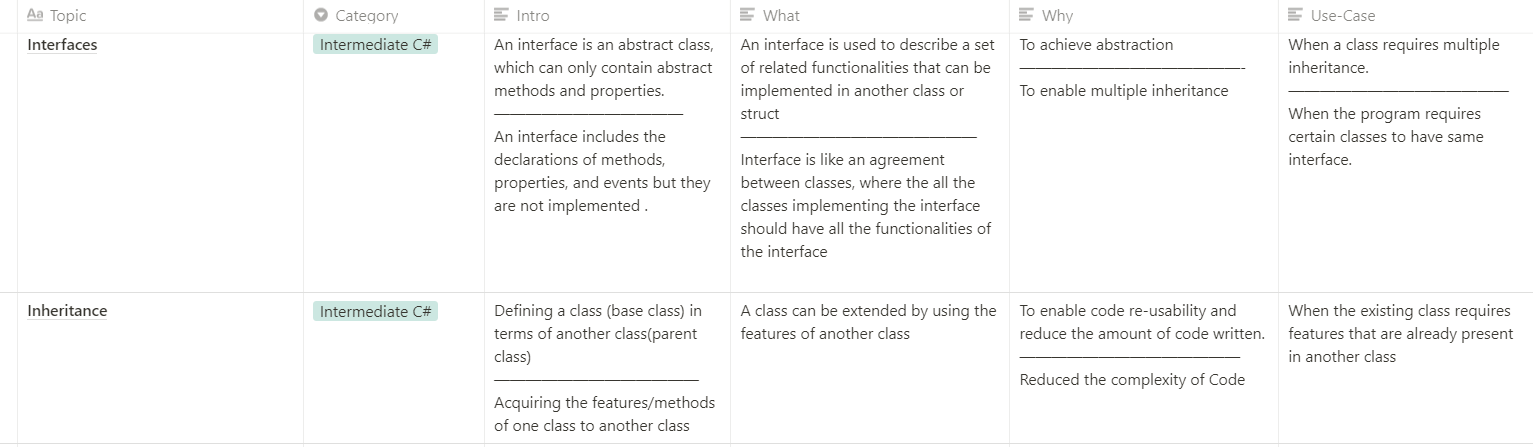 Aa Topic
Category
Intro
What
Why
Use-Case
Interfaces
Intermediate C#
An interface is an abstract class,
which can only contain abstract
methods and properties.
————————————
An interface includes the
declarations of methods,
properties, and events but they
are not implemented .
An interface is used to describe a set
of related functionalities that can be
implemented in another class or
struct
———————————————
Interface is like an agreement
between classes, where the all the
classes implementing the interface
should have all the functionalities of
the interface
To achieve abstraction
——————————————-
To enable multiple inheritance
When a class requires multiple
inheritance.
——————————————
When the program requires
certain classes to have same
interface.
Inheritance
Intermediate C#
Defining a class (base class) in
terms of another class(parent
class)
—————————————
Acquiring the features/methods
of one class to another class
A class can be extended by using the
features of another class
To enable code re-usability and
reduce the amount of code written.
——————————————
Reduced the complexity of Code
When the existing class requires
features that are already present
in another class